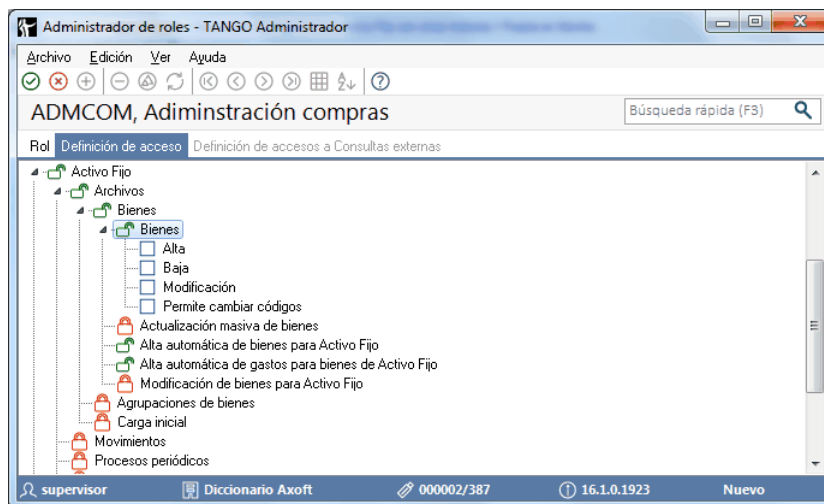 Administrador de roles - TANGO Administrador
Archivo Edición Ver Ayuda
ADMCOM, Adiminstración compras
Búsqueda rápida (F3)
Rol Definición de acceso Definición de accesos a Consultas externas
Activo Fijo
Archivos
Bienes
Bienes
Alta
Baja
Modificación
Permite cambiar códigos
Actualización masiva de bienes
Alta automática de bienes para Activo Fijo
Alta automática de gastos para bienes de Activo Fijo
Modificación de bienes para Activo Fijo
Agrupaciones de bienes
Carga inicial
Movimientos
Procesos periódicos
supervisor Diccionario Axoft 000002/387 16.1.0.1923 Nuevo